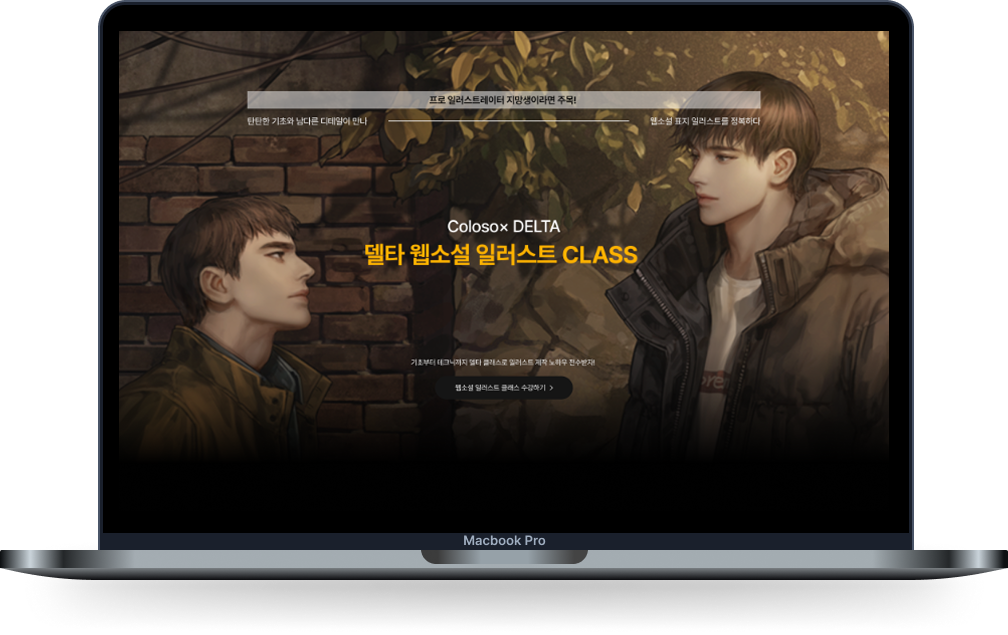 프로 일러스트레이터 지망생이라면 주목!
탄탄한 기초와 남다른 디테일이 만나
웹소설 표지 일러스트를 정복하다
Coloso× DELTA
델타 웹소설 일러스트 CLASS
기초부터 테크닉까지 델타 클래스로 일러스트 제작 노하우 전수받자!
웹소설 일러스트 클래스 수강하기 >
Macbook Pro